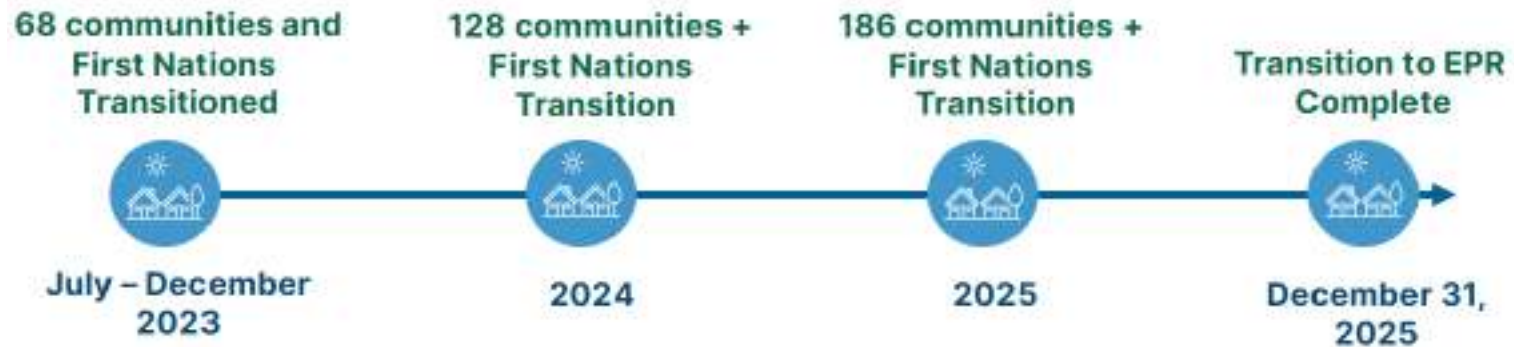 68 communities and
First Nations
Transitioned
128 communities +
First Nations
Transition
186 communities +
First Nations
Transition
Transition to EPR
Complete
July – December
2023
2024
2025
December 31,
2025